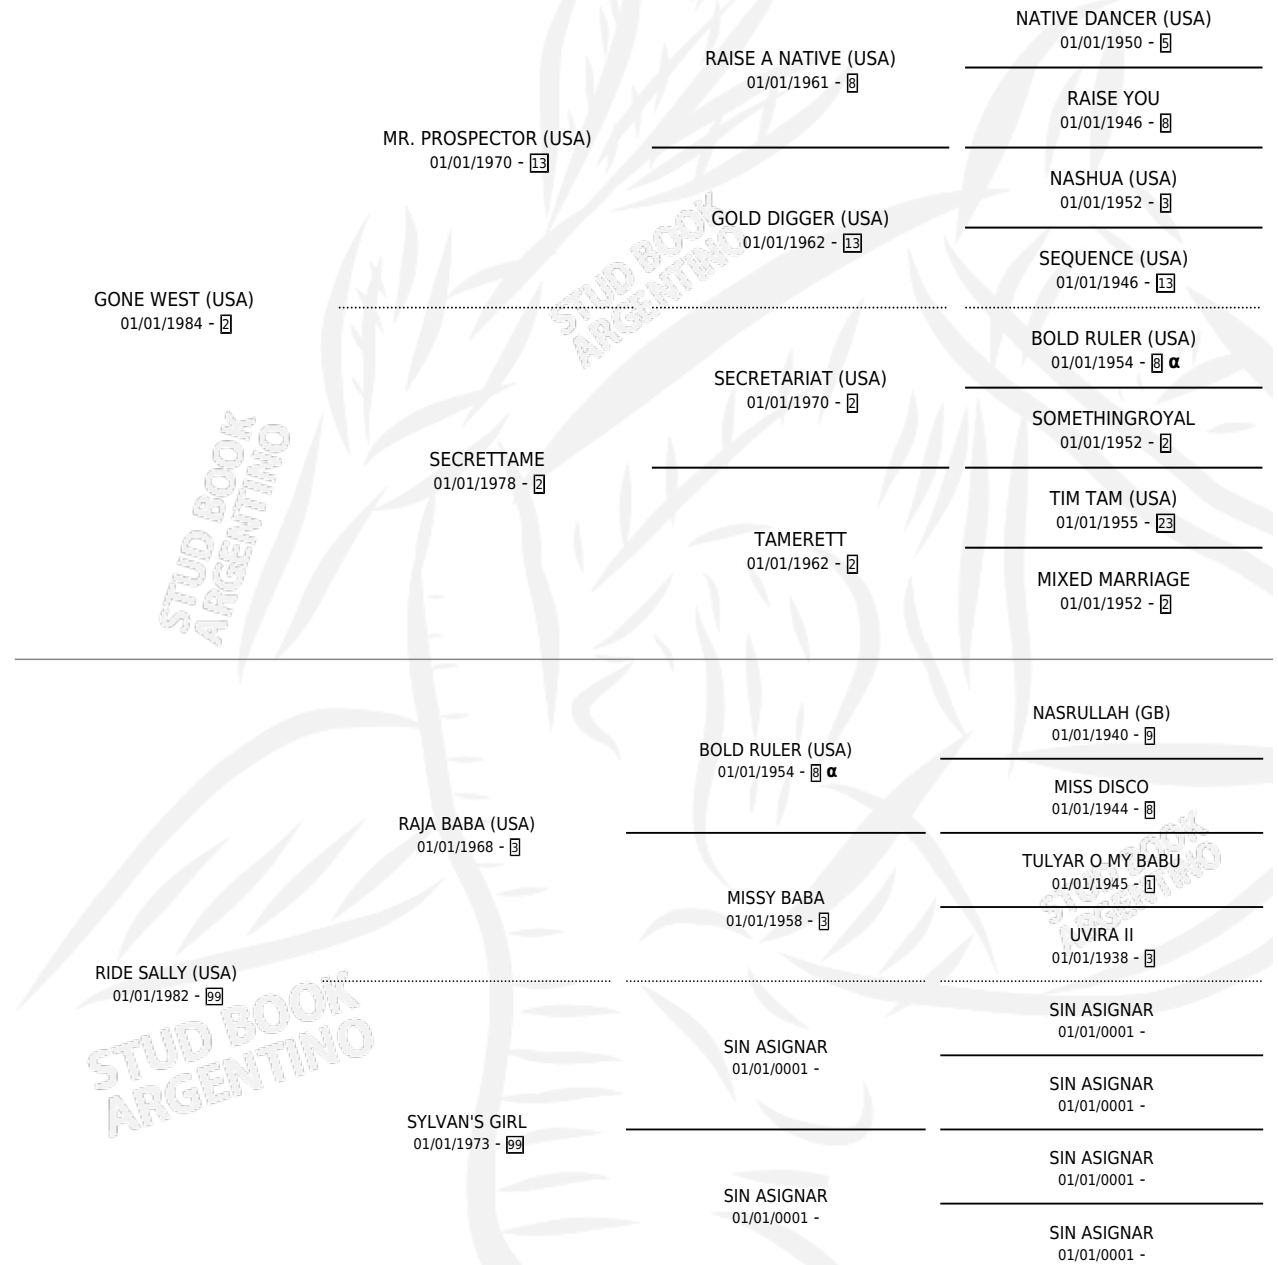 NATIVE DANCER (USA)
01/01/1950 - 5
RAISE A NATIVE (USA)
01/01/1961 - 8
RAISE YOU
01/01/1946 - 8
MR. PROSPECTOR (USA)
01/01/1970 - 13
NASHUA (USA)
01/01/1952 - 3
GOLD DIGGER (USA)
01/01/1962 - 13
SEQUENCE (USA)
01/01/1946 - 13
GONE WEST (USA)
01/01/1984 - 2
BOLD RULER (USA)
01/01/1954 - 8 α
SECRETARIAT (USA)
01/01/1970 - 2
SOMETHINGROYAL
01/01/1952 - 2
SECRETTAME
01/01/1978 - 2
TIM TAM (USA)
01/01/1955 - 23
TAMERETT
01/01/1962 - 2
MIXED MARRIAGE
01/01/1952 - 2
NASRULLAH (GB)
01/01/1940 - 9
BOLD RULER (USA)
01/01/1954 - 8 α
MISS DISCO
01/01/1944 - 8
RAJA BABA (USA)
01/01/1968 - 3
TULYAR O MY BABU
01/01/1945 - 1
MISSY BABA
01/01/1958 - 3
UVIRA II
01/01/1938 - 3
RIDE SALLY (USA)
01/01/1982 - 99
SIN ASIGNAR
01/01/0001 -
SIN ASIGNAR
01/01/0001 -
SIN ASIGNAR
01/01/0001 -
SYLVAN'S GIRL
01/01/1973 - 99
SIN ASIGNAR
01/01/0001 -
SIN ASIGNAR
01/01/0001 -
SIN ASIGNAR
01/01/0001 -
STUD BOOK
ARGENTINO
STUD BOOK
ARGENTINO
STUD BOOK
ARGENTINO
STUD BOOK
ARGENTINO